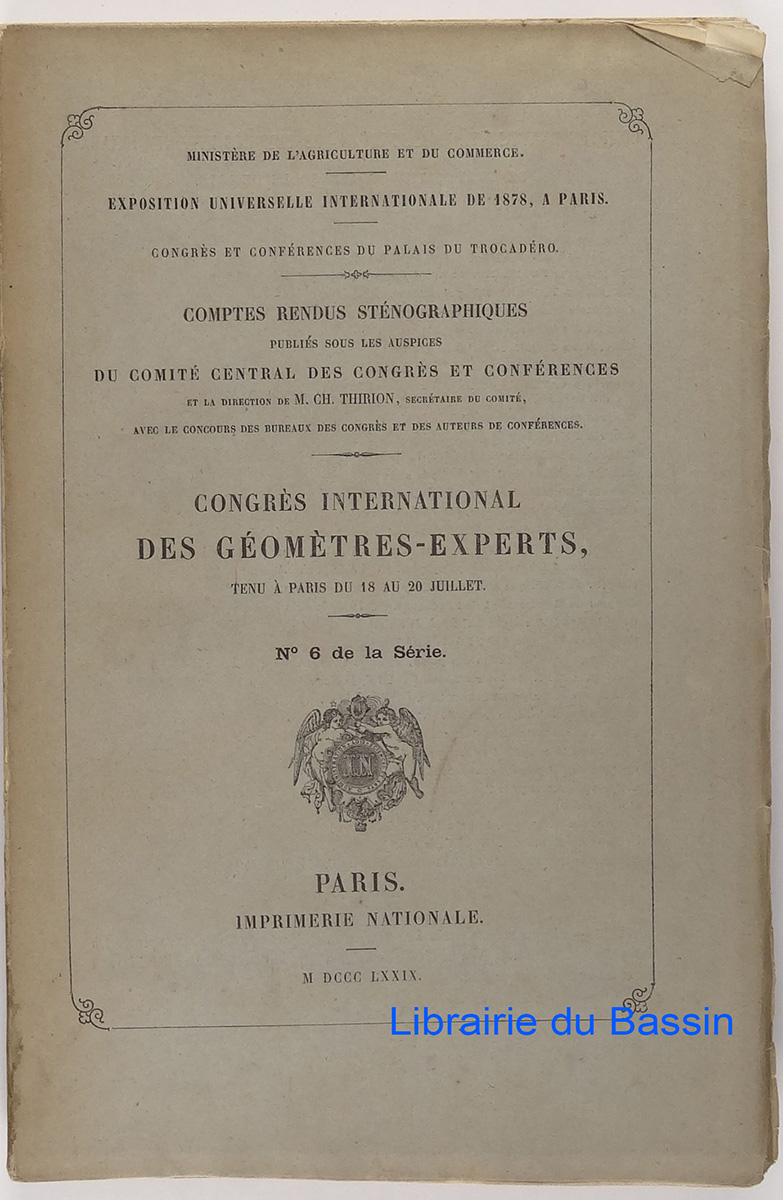 MINISTÈRE DE L'AGRICULTURE ET DU COMMERCE.
EXPOSITION UNIVERSELLE INTERNATIONALE DE 1878, A PARIS.
CONGRÈS ET CONFÉRENCES DU PALAIS DU TROCADÉRO.
COMPTES RENDUS STÉNOGRAPHIQUES
PUBLIÉS SOUS LES AUSPICES
DU COMITÉ CENTRAL DES CONGRÈS ET CONFÉRENCES
ET LA DIRECTION DE M. CH. THIRION, SECRÉTAIRE DU COMITÉ,
AVEC LE CONCOURS DES BUREAUX DES CONGRÈS ET DES AUTEURS DE CONFÉRENCES.
CONGRÈS INTERNATIONAL
DES GÉOMÈTRES-EXPERTS,
TENU À PARIS DU 18 AU 20 JUILLET.
Nº 6 de la Série.
IN
PARIS.
IMPRIMERIE NATIONALE.
M DCCC LXXIX.
Librairie du Bassin